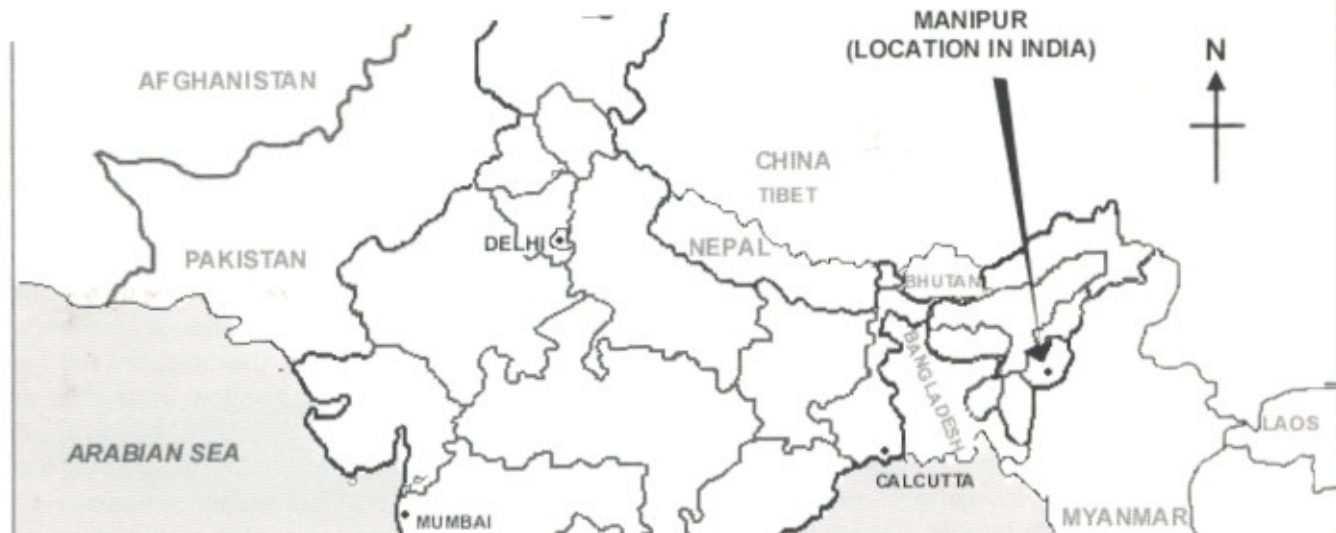 MANIPUR
(LOCATION IN INDIA)
N
AFGHANISTAN
CHINA
TIBET
DELHI
NEPAL
PAKISTAN
BHUTAN
BANGLADESH
ARABIAN SEA
LAOS
CALCUTTA
MUMBAI
MYANMAR